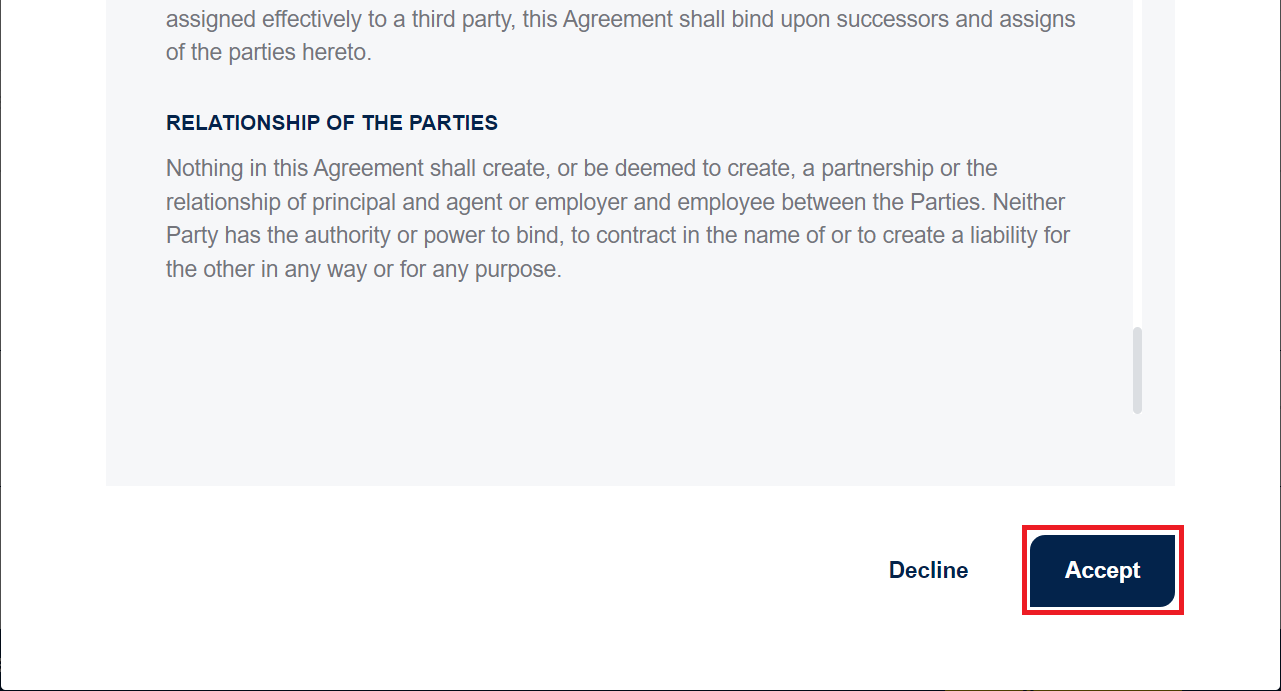 assigned effectively to a third party, this Agreement shall bind upon successors and assigns
of the parties hereto.
RELATIONSHIP OF THE PARTIES
Nothing in this Agreement shall create, or be deemed to create, a partnership or the
relationship of principal and agent or employer and employee between the Parties. Neither
Party has the authority or power to bind, to contract in the name of or to create a liability for
the other in any way or for any purpose.
Decline
Accept